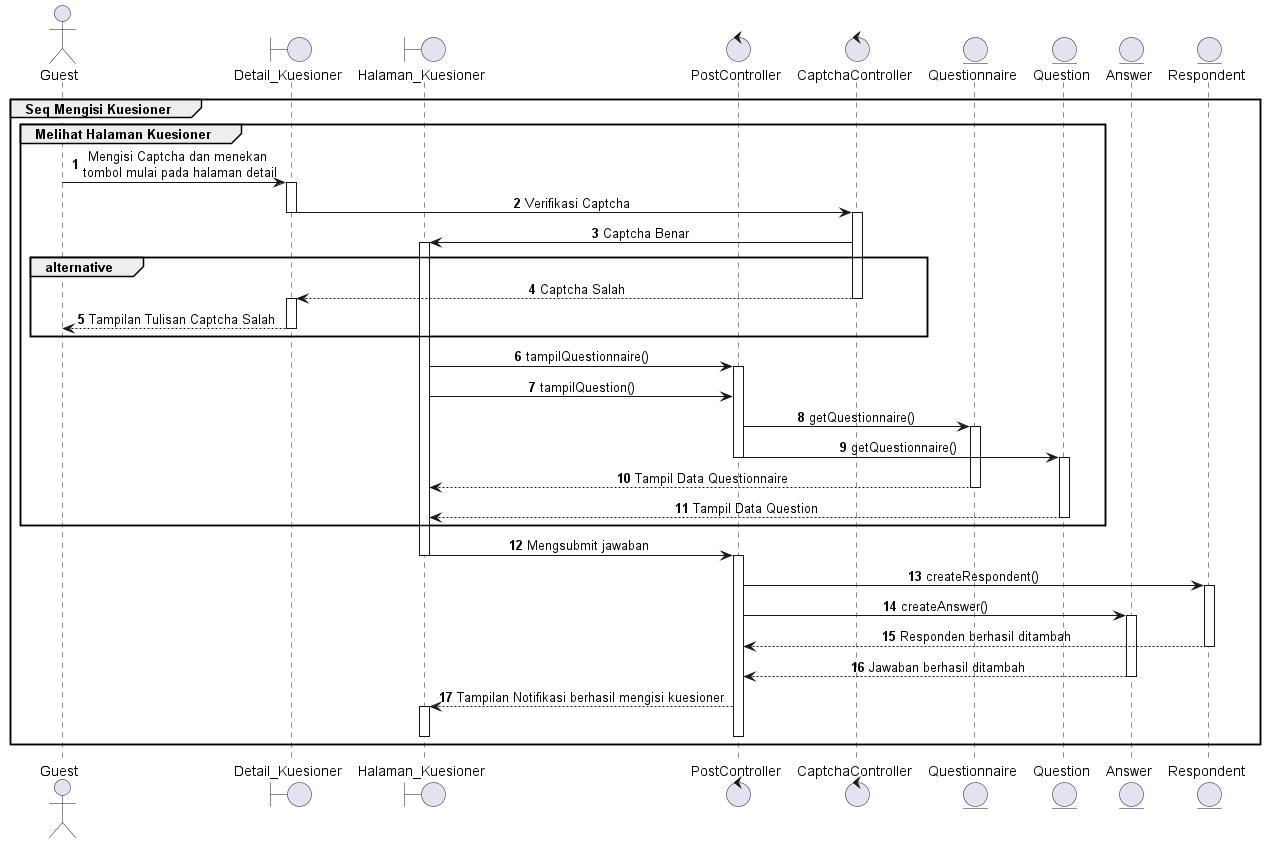 Guest
Detail_Kuesioner
Halaman_Kuesioner
PostController
CaptchaController
Questionnaire
Question
Answer
Respondent
Seq Mengisi Kuesioner
Melihat Halaman Kuesioner
1 Mengisi Captcha dan menekan
tombol mulai pada halaman detail
2 Verifikasi Captcha
3 Captcha Benar
alternative
4 Captcha Salah
5 Tampilan Tulisan Captcha Salah
6 tampilQuestionnaire()
7 tampilQuestion()
8 getQuestionnaire()
9 getQuestionnaire()
10 Tampil Data Questionnaire
11 Tampil Data Question
12 Mengsubmit jawaban
13 createRespondent()
14 createAnswer()
15 Responden berhasil ditambah
16 Jawaban berhasil ditambah
17 Tampilan Notifikasi berhasil mengisi kuesioner
Guest
Detail_Kuesioner
Halaman_Kuesioner
PostController
CaptchaController
Questionnaire
Question
Answer
Respondent